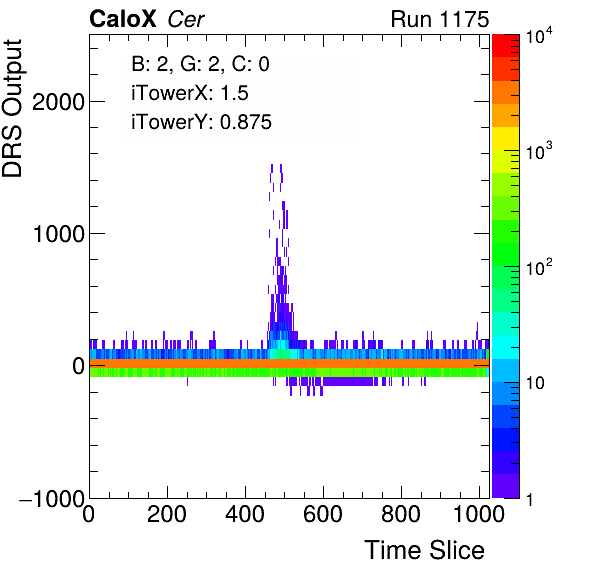 CaloX Cer Run 1175
DRS Output
B: 2, G: 2, C: 0
iTowerX: 1.5
iTowerY: 0.875
2000
1000
0
−1000
0 200 400 600 800 1000
Time Slice
10^4
10^3
10^2
10
1